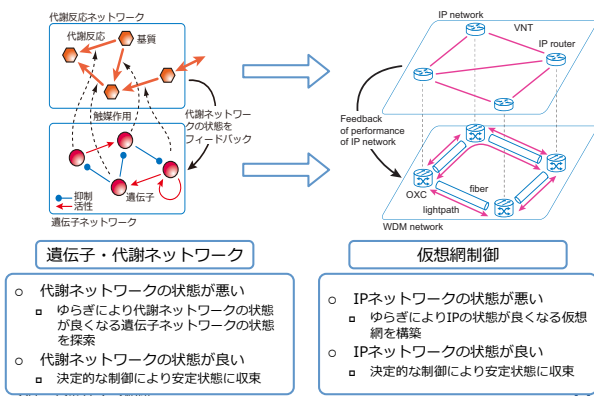 代謝反応ネットワーク
代謝反応
基質
触媒作用
代謝ネットワー
クの状態を
フィードバック
遺伝子
抑制
活性
遺伝子ネットワーク
IP network
VNT
IP router
Feedback
of performance
of IP network
OXC
fiber
lightpath
WDM network
遺伝子・代謝ネットワーク
○ 代謝ネットワークの状態が悪い
ゆらぎにより代謝ネットワークの状態
が良くなる遺伝子ネットワークの状態
を探索
○ 代謝ネットワークの状態が良い
決定的な制御により安定状態に収束
仮想網制御
○ IPネットワークの状態が悪い
ゆらぎによりIPの状態が良くなる仮想
網を構築
○ IPネットワークの状態が良い
決定的な制御により安定状態に収束